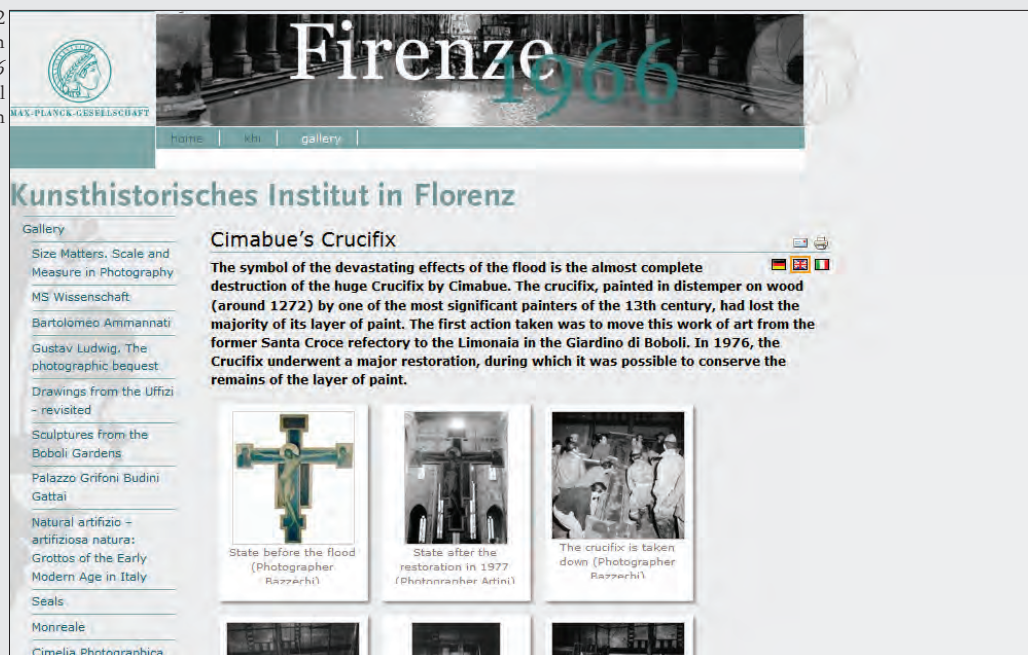 2
n
6
l
n
Firenze
1966
MAX-PLANCK-GESELLSCHAFT
home khi gallery
Kunsthistorisches Institut in Florenz
Gallery
Size Matters. Scale and
Measure in Photography
MS Wissenschaft
Bartolomeo Ammannati
Gustav Ludwig. The
photographic bequest
Drawings from the Uffizi
– revisited
Sculptures from the
Boboli Gardens
Palazzo Grifoni Budini
Gattai
Natural artifizio –
artifiziosa natura:
Grottos of the Early
Modern Age in Italy
Seals
Monreale
Cimelia Photographica
Cimabue's Crucifix
The symbol of the devastating effects of the flood is the almost complete
destruction of the huge Crucifix by Cimabue. The crucifix, painted in distemper on wood
(around 1272) by one of the most significant painters of the 13th century, had lost the
majority of its layer of paint. The first action taken was to move this work of art from the
former Santa Croce refectory to the Limonaia in the Giardino di Boboli. In 1976, the
Crucifix underwent a major restoration, during which it was possible to conserve the
remains of the layer of paint.
State before the flood
(Photographer
Bazzechi)
State after the
restoration in 1977
(Photographer Artini)
The crucifix is taken
down (Photographer
Bazzechi)